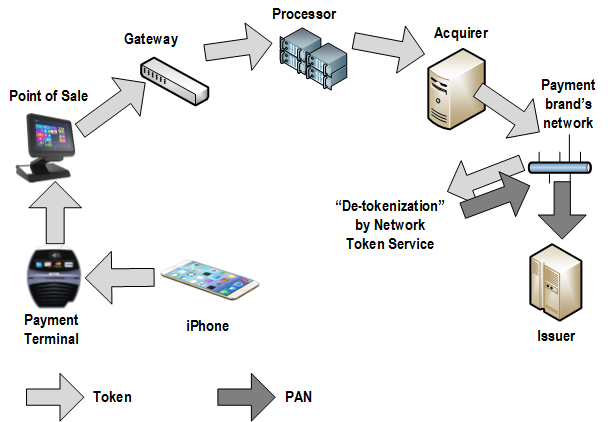 Processor
Gateway
Acquirer
Point of Sale
Payment
brand's
network
“De-tokenization”
by Network
Token Service
Payment
Terminal
iPhone
Issuer
Token
PAN